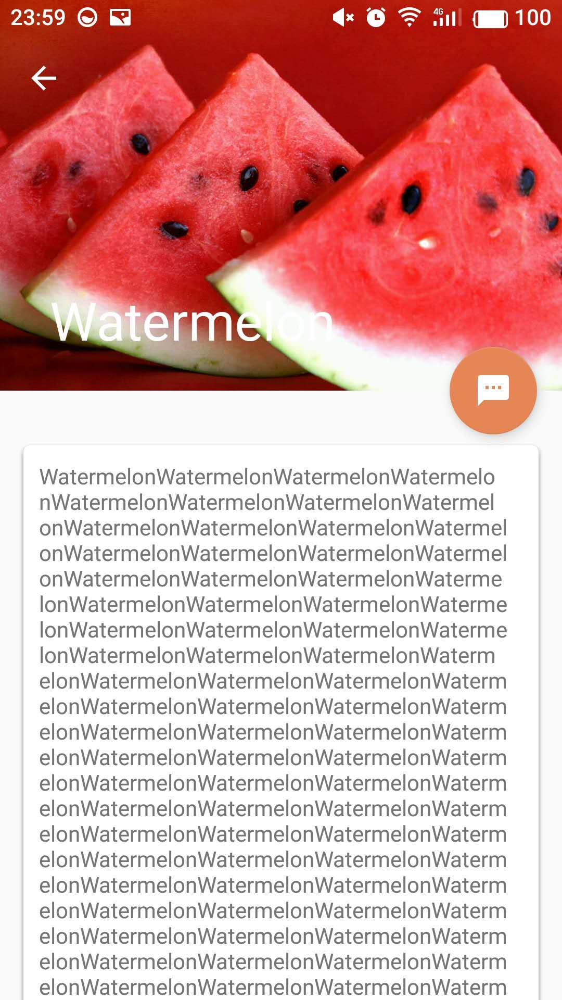 23:59 4G 100
Watermelon
WatermelonWatermelonWatermelonWatermelo
nWatermelonWatermelonWatermelonWatermel
onWatermelonWatermelonWatermelonWatermel
onWatermelonWatermelonWatermelonWatermel
onWatermelonWatermelonWatermelonWaterme
lonWatermelonWatermelonWatermelonWaterme
lonWatermelonWatermelonWatermelonWaterme
lonWatermelonWatermelonWatermelonWaterm
elonWatermelonWatermelonWatermelonWaterm
elonWatermelonWatermelonWatermelonWaterm
elonWatermelonWatermelonWatermelonWaterm
elonWatermelonWatermelonWatermelonWaterm
elonWatermelonWatermelonWatermelonWaterm
elonWatermelonWatermelonWatermelonWaterm
elonWatermelonWatermelonWatermelonWaterm
elonWatermelonWatermelonWatermelonWaterm
elonWatermelonWatermelonWatermelonWaterm
elonWatermelonWatermelonWatermelonWaterm
elonWatermelonWatermelonWatermelonWaterm
elonWatermelonWatermelonWatermelonWaterm
elonWatermelonWatermelonWatermelonWaterm